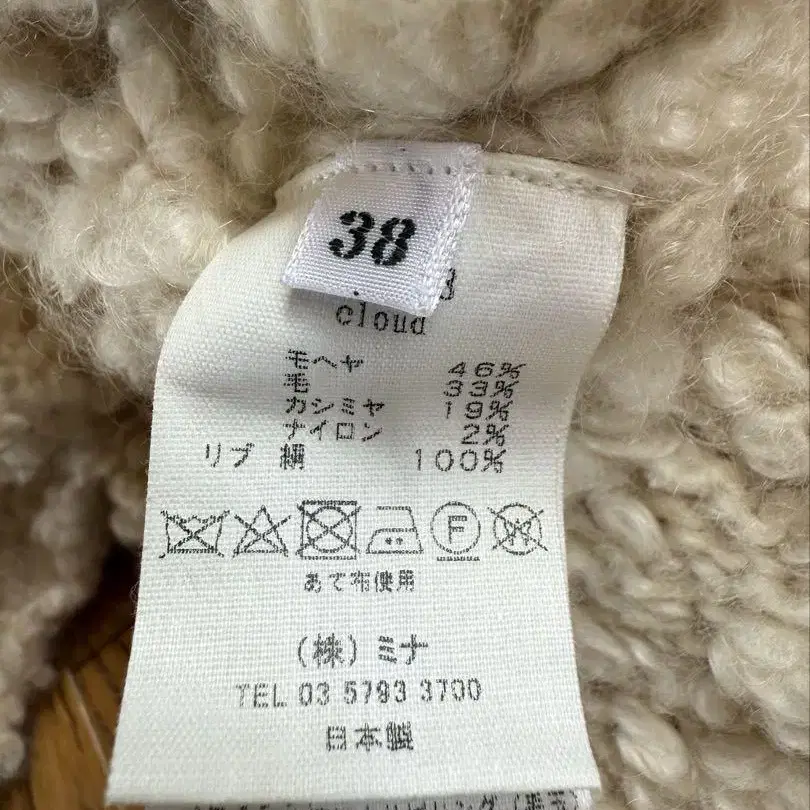 38
cloud
モヘヤ 46%
毛 33%
カシミヤ 19%
ナイロン 2%
リブ 綿 100%
F
W
あて布使用
(株)ミナ
TEL 03 5793 3700
日本製